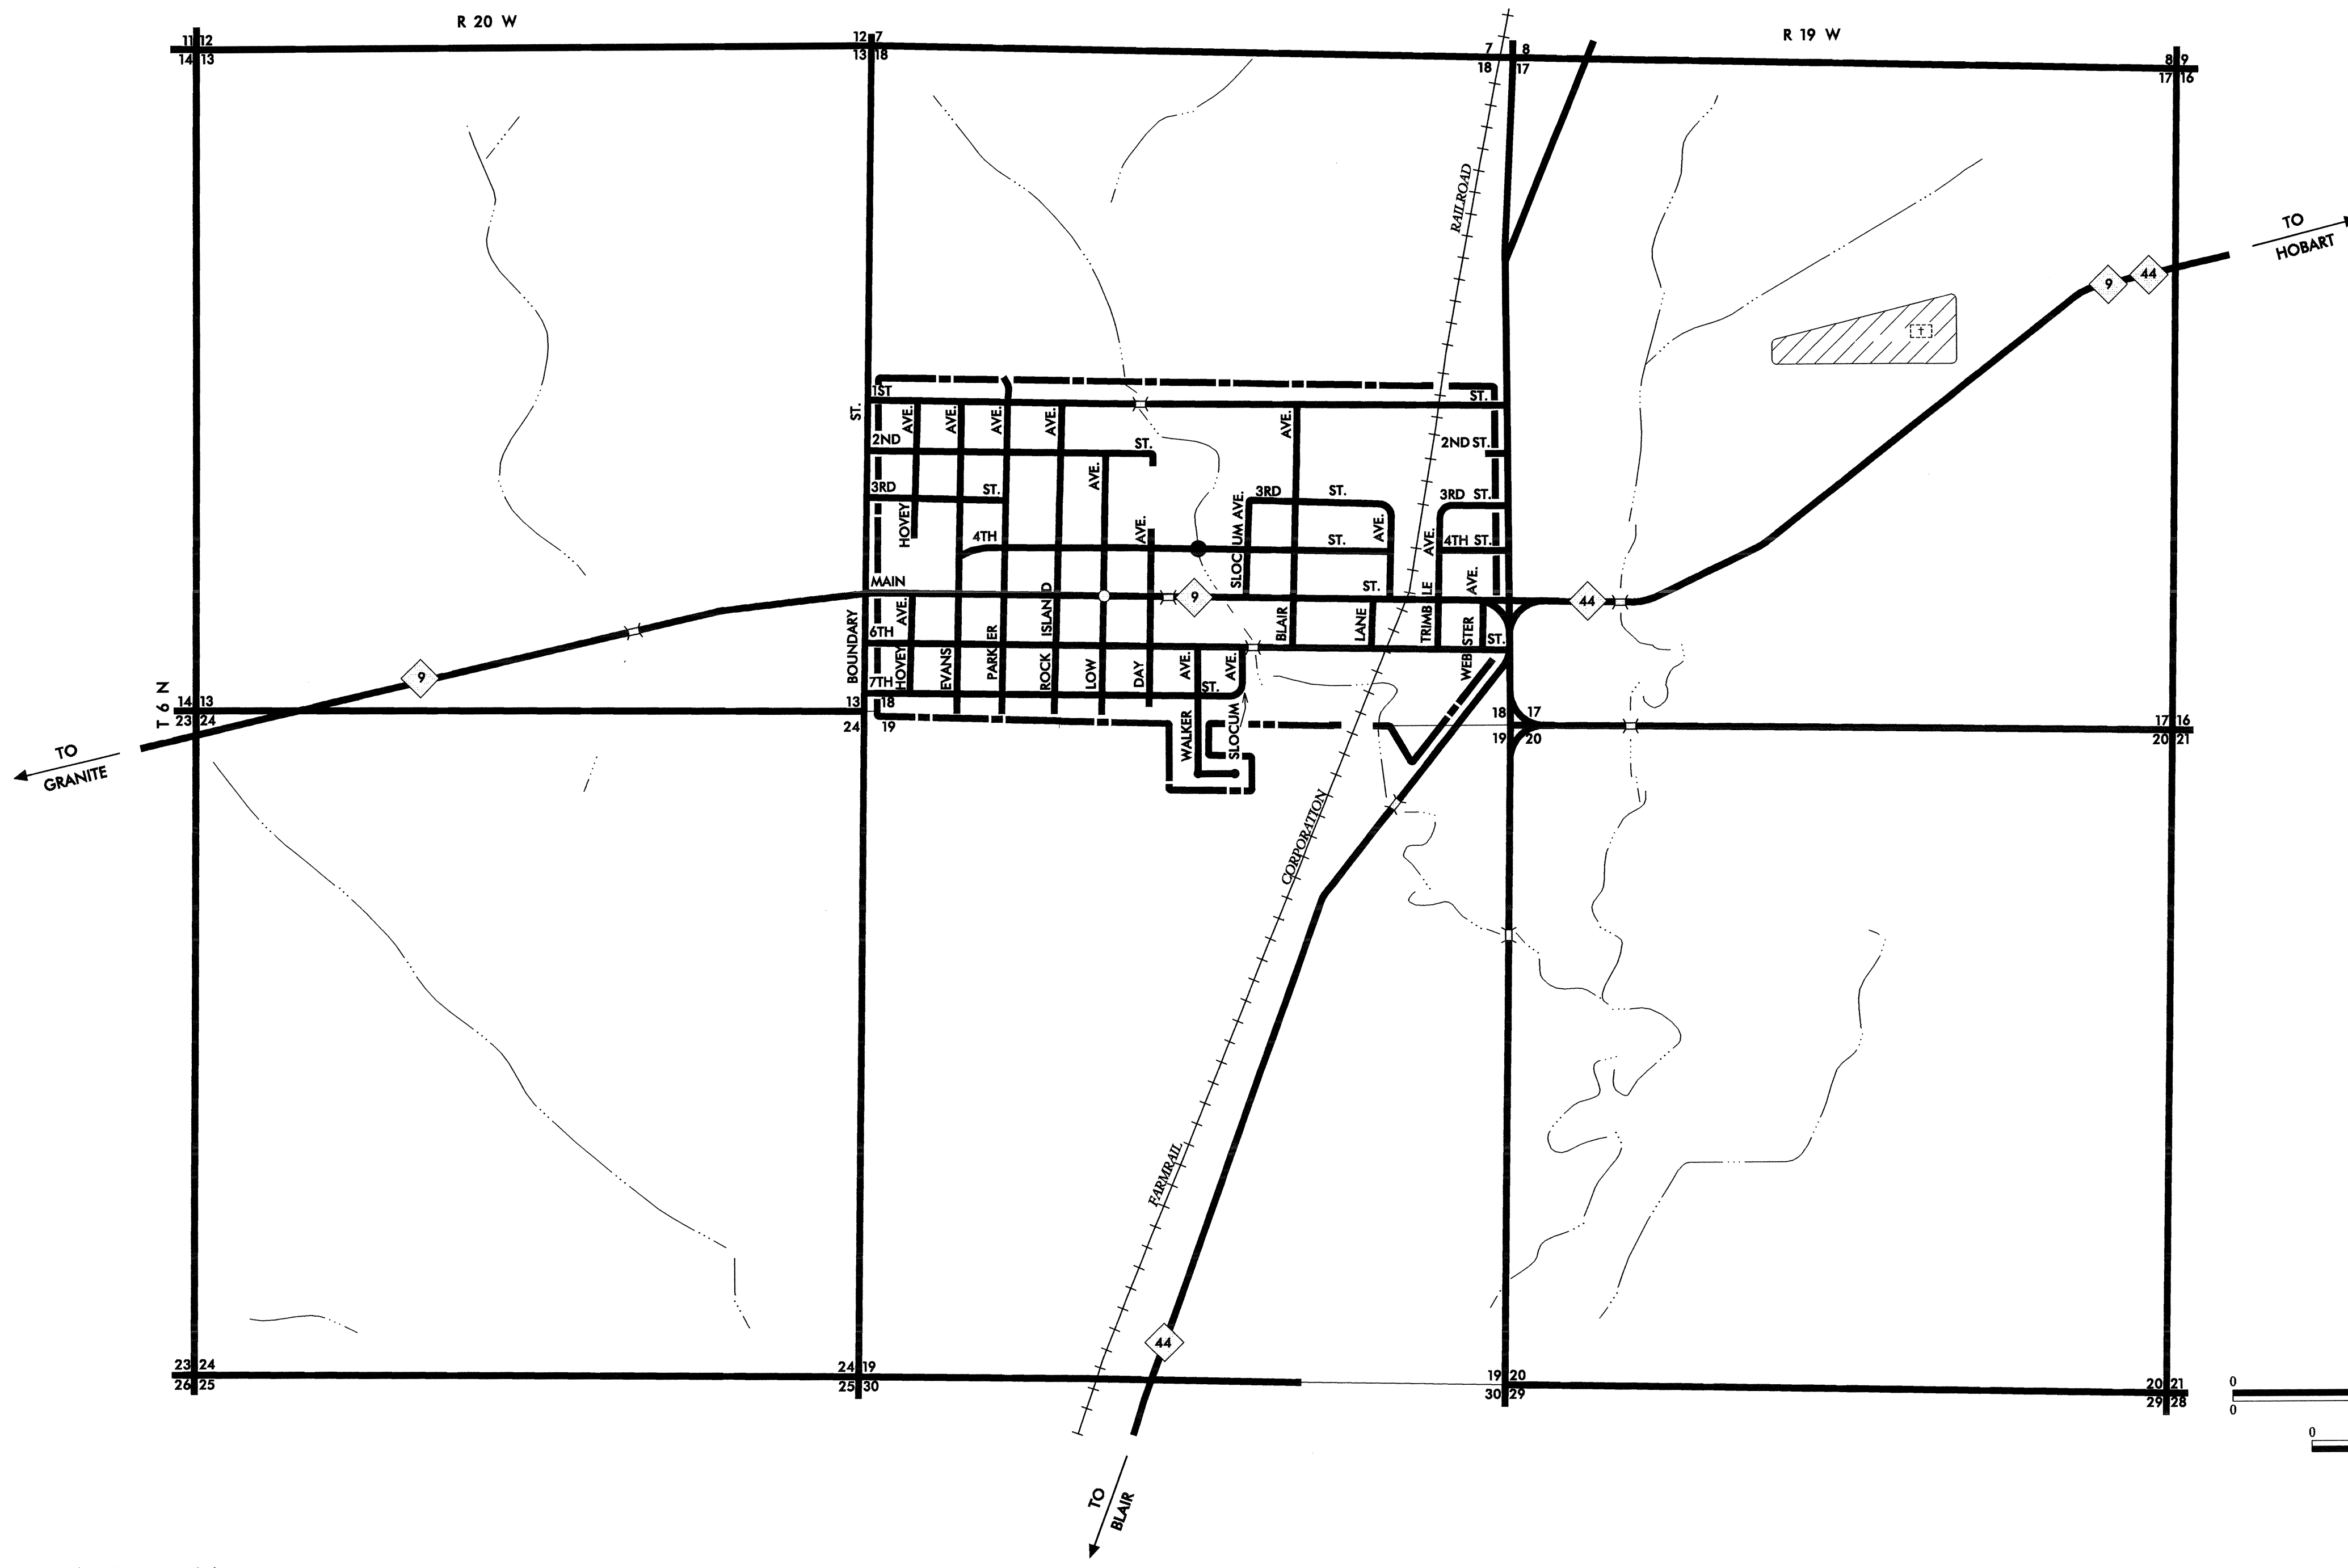 R 20 W
R 19 W
11 12
14 13
12 7
13 18
7 8
18 17
8 9
17 16
RAILROAD
TO
HOBART
9
44
1ST
ST.
ST.
AVE.
AVE.
AVE.
AVE.
AVE.
2ND
ST.
2ND ST.
AVE.
3RD
ST.
3RD
ST.
3RD ST.
HOVEY
SLOCUM AVE.
AVE.
AVE.
AVE.
4TH
ST.
4TH ST.
MAIN
ST.
AVE.
9
44
BOUNDARY
AVE.
ISLAND
BLAIR
LANE
TRIMBLE
WEBSTER
6TH
ST.
HOVEY
EVANS
PARKER
ROCK
LOW
DAY
AVE.
AVE.
7TH
ST.
WALKER
SLOCUM
9
T 6 N
14 13
23 24
13 18
24 19
18 17
19 20
17 16
20 21
TO
GRANITE
CORPORATION
FARMRAIL
44
23 24
26 25
24 19
25 30
19 20
30 29
20 21
29 28
0
0
0
TO
BLAIR